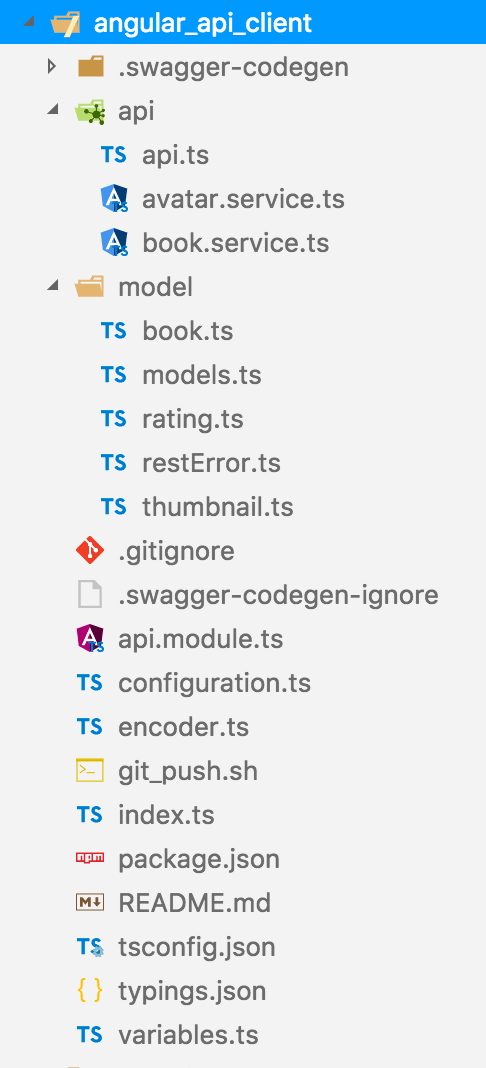 angular_api_client
.swagger-codegen
api
TS api.ts
avatar.service.ts
book.service.ts
model
TS book.ts
TS models.ts
TS rating.ts
TS restError.ts
TS thumbnail.ts
.gitignore
.swagger-codegen-ignore
api.module.ts
TS configuration.ts
TS encoder.ts
>_ git_push.sh
TS index.ts
npm package.json
M README.md
TS tsconfig.json
{ } typings.json
TS variables.ts